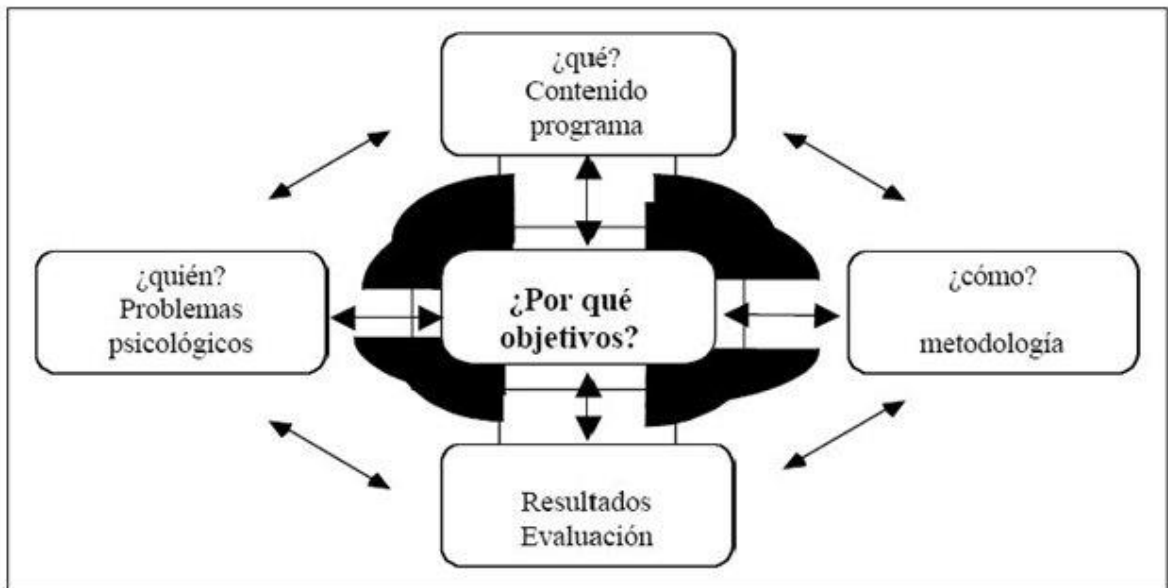 ¿qué?
Contenido
programa
¿quién?
Problemas
psicológicos
¿Por qué
objetivos?
¿cómo?
metodología
Resultados
Evaluación